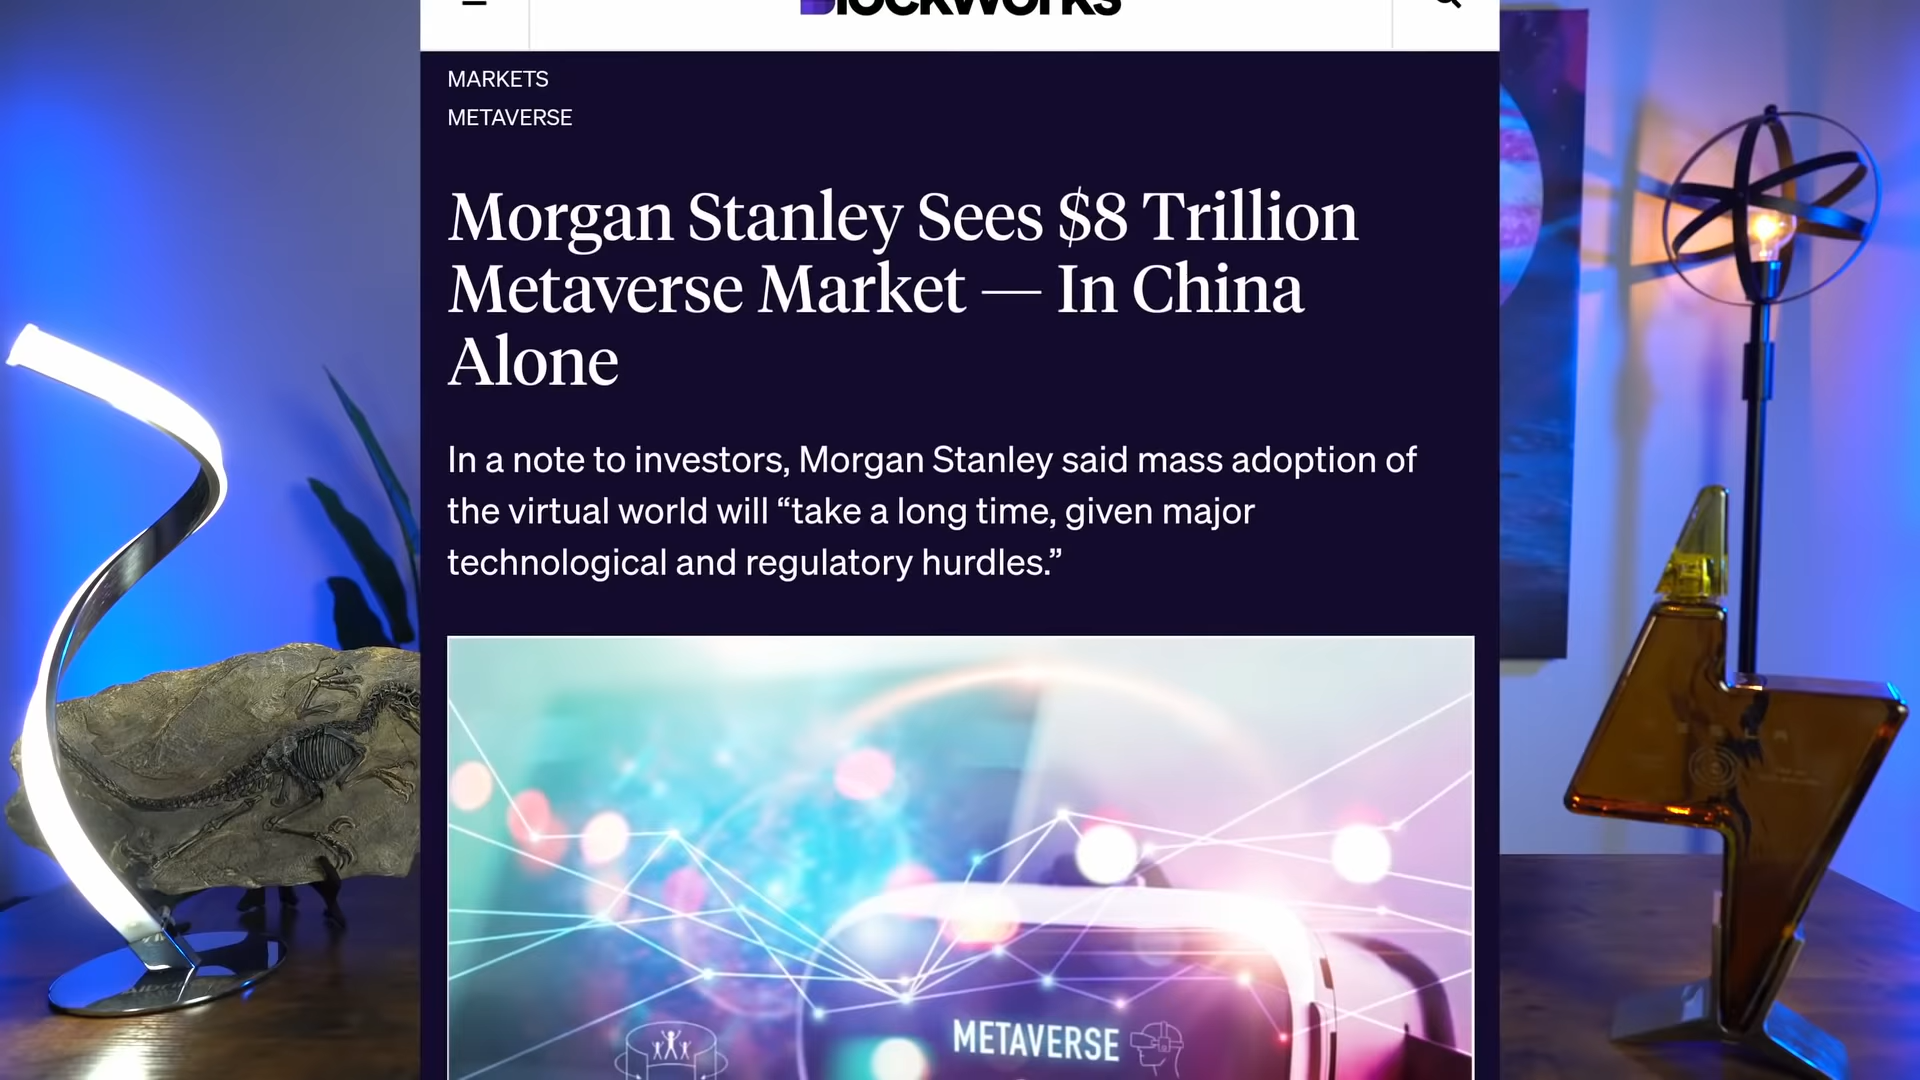 Blockworks
MARKETS
METAVERSE
Morgan Stanley Sees $8 Trillion
Metaverse Market — In China
Alone
In a note to investors, Morgan Stanley said mass adoption of
the virtual world will “take a long time, given major
technological and regulatory hurdles.”
METAVERSE